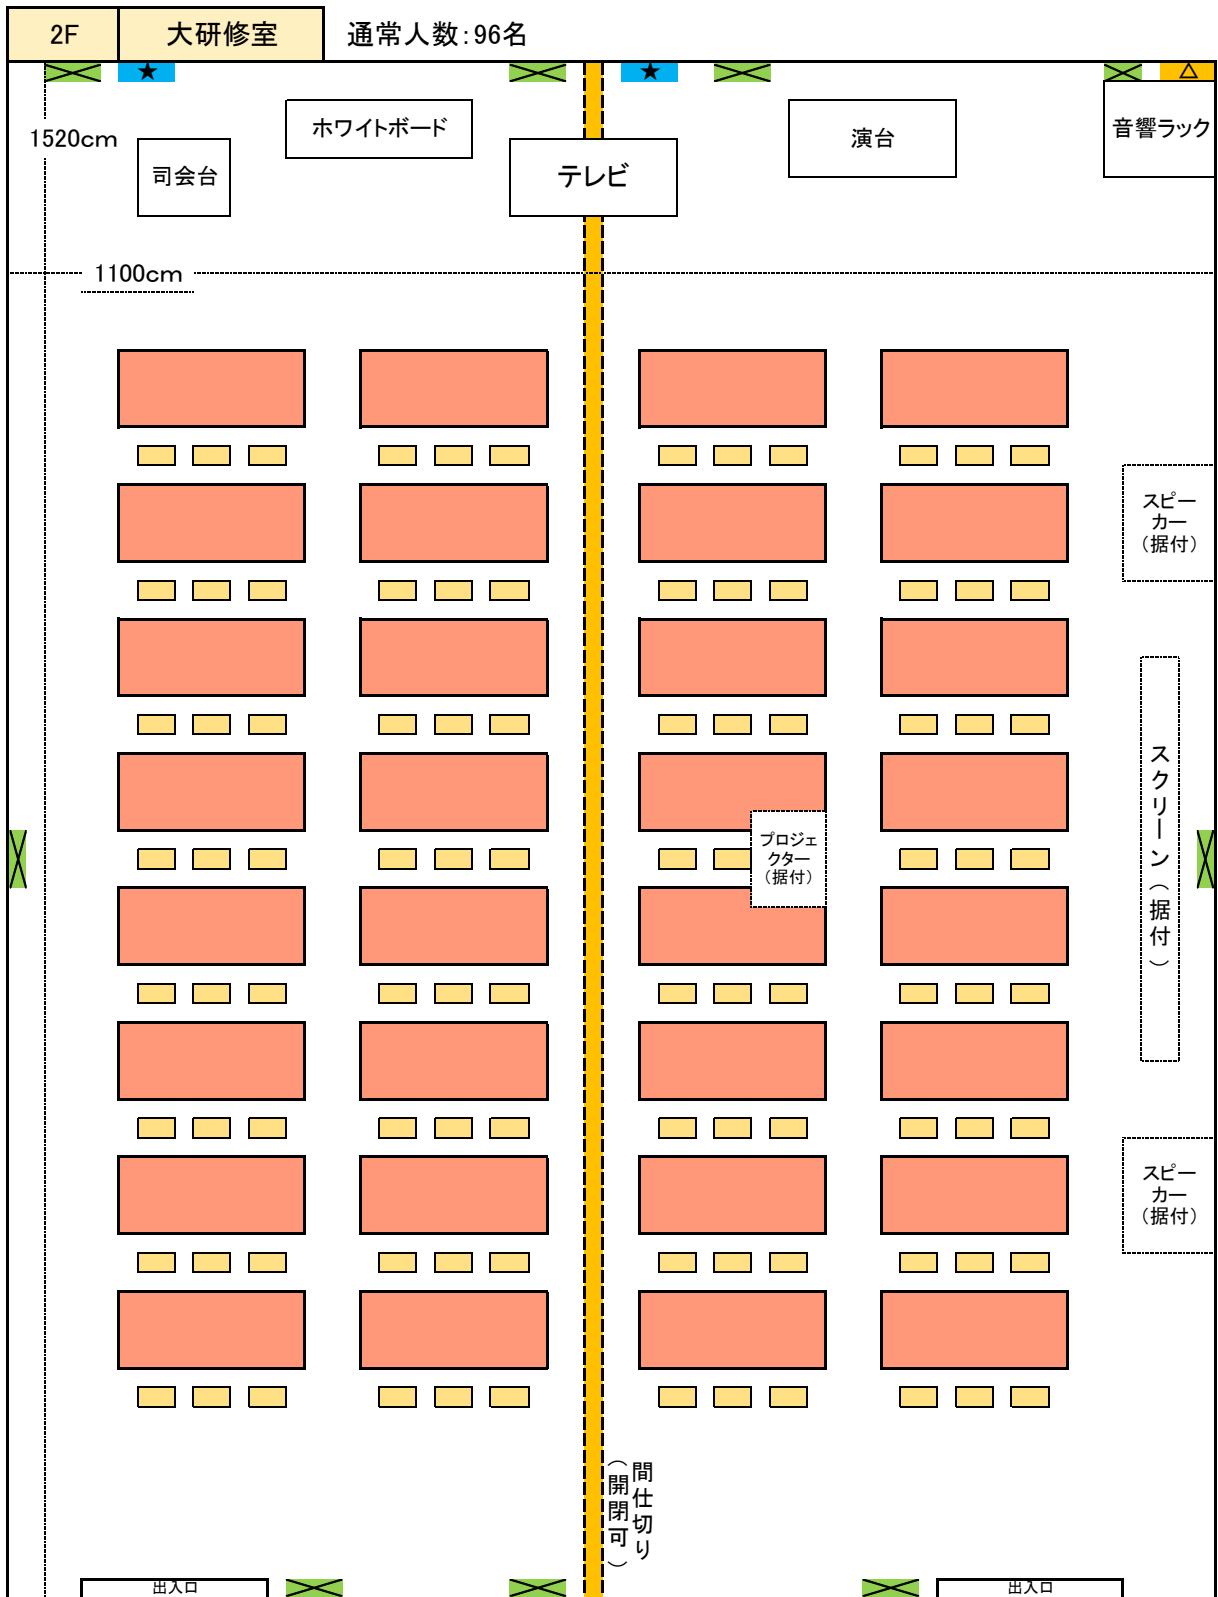 2F
大研修室
通常人数：96名
★
★
△
1520cm
ホワイトボード
司会台
テレビ
演台
音響ラック
1100cm
スピー
カー
（据付）
スクリーン（据付）
プロジェ
クター
（据付）
スピー
カー
（据付）
間仕切り
（開閉可）
出入口
出入口